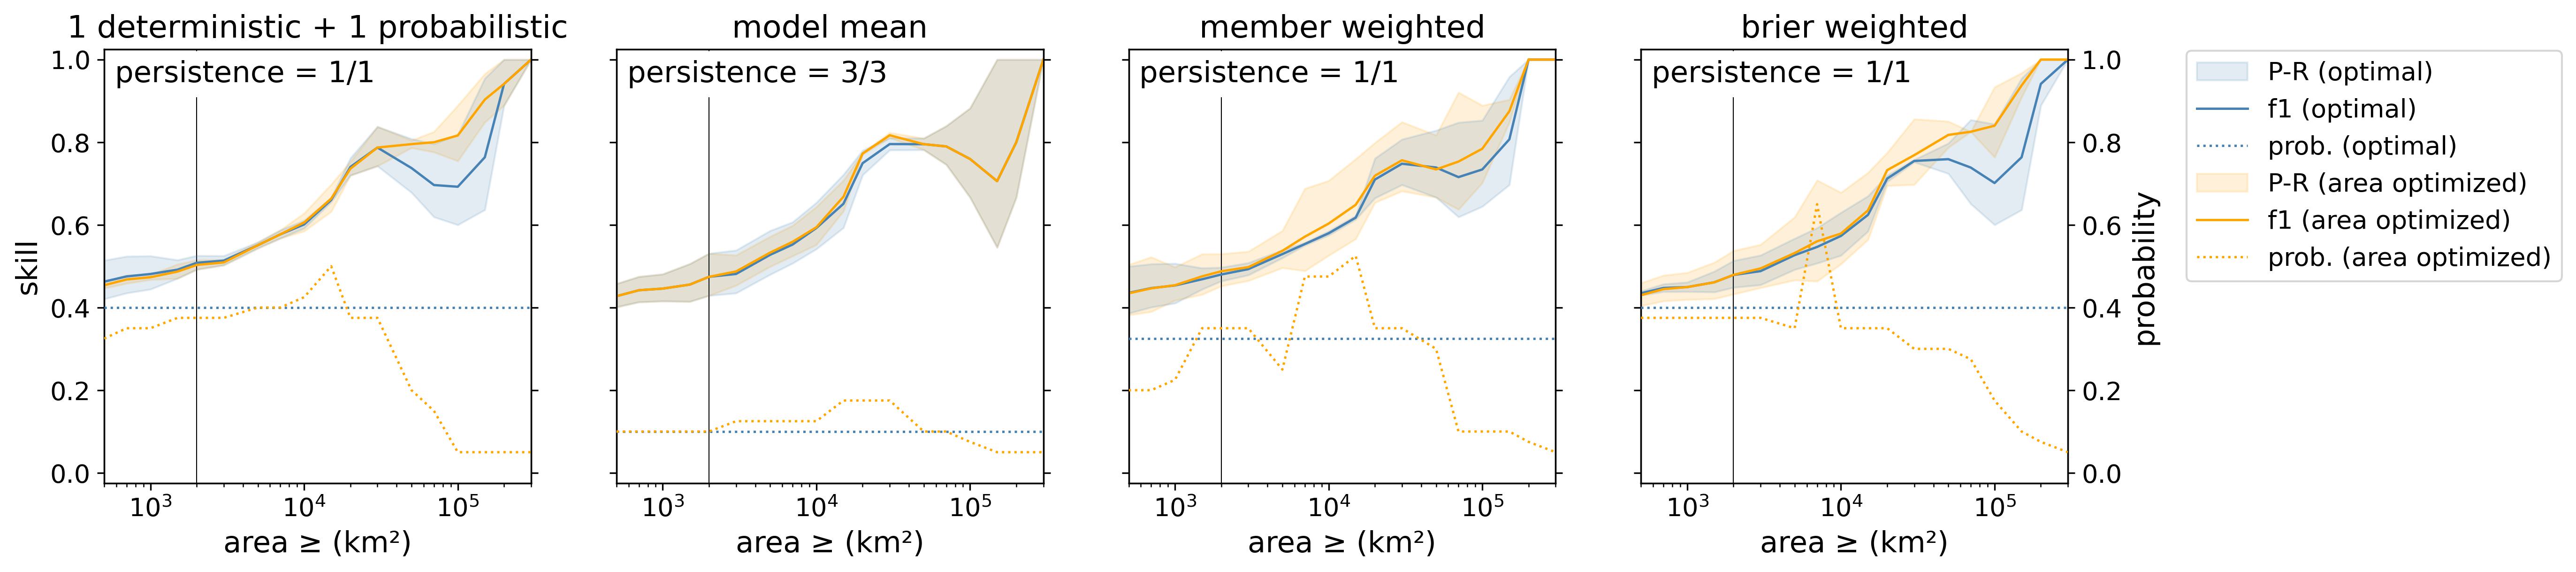 1 deterministic + 1 probabilistic
model mean
member weighted
brier weighted
persistence = 1/1
persistence = 3/3
persistence = 1/1
persistence = 1/1
skill
1.0
0.8
0.6
0.4
0.2
0.0
10³
10⁴
10⁵
area ≥ (km²)
10³
10⁴
10⁵
area ≥ (km²)
10³
10⁴
10⁵
area ≥ (km²)
10³
10⁴
10⁵
area ≥ (km²)
1.0
0.8
0.6
0.4
0.2
0.0
probability
P-R (optimal)
f1 (optimal)
prob. (optimal)
P-R (area optimized)
f1 (area optimized)
prob. (area optimized)